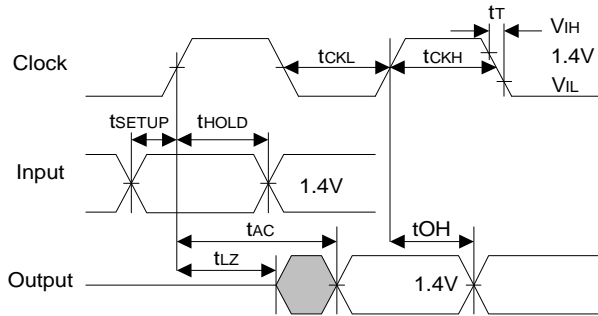 tT
VIH
Clock
tCKL
tCKH
1.4V
VIL
tSETUP
tHOLD
Input
1.4V
tAC
tOH
tLZ
Output
1.4V